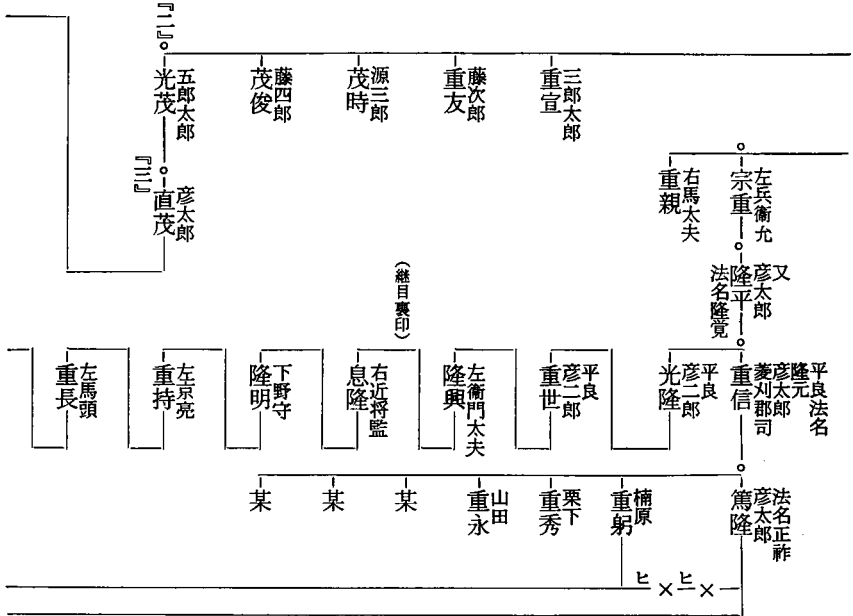 三郎太郎
重宣
藤次郎
重友
源三郎
茂時
藤四郎
茂俊
五郎太郎
光茂
『二』
彦太郎
直茂
『三』
左兵衛允
宗重
右馬太夫
重親
又
彦太郎
隆平
法名隆覚
平良法名
隆元
彦太郎
菱刈郡司
重信
平良
彦二郎
光隆
平良
彦二郎
重世
左衛門太夫
隆興
(継目裏印)
右近将監
息隆
下野守
隆明
左京亮
重持
左馬頭
重長
法名正祚
彦太郎
篤隆
楠原
重躬
栗下
重秀
山田
重永
某
某
某
ヒ×ヒ×